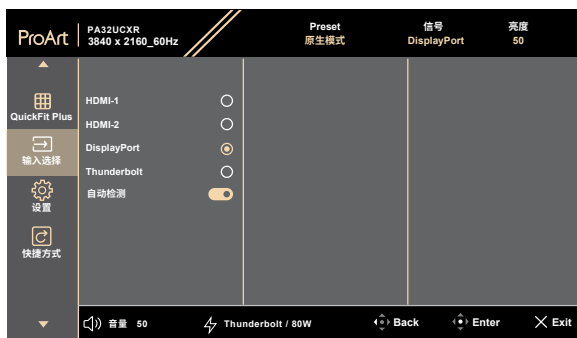 ProArt
PA32UCXR
3840 x 2160_60Hz
Preset
原生模式
信号
DisplayPort
亮度
50
QuickFit Plus
输入选择
设置
快捷方式
HDMI-1
HDMI-2
DisplayPort
Thunderbolt
自动检测
音量 50
Thunderbolt / 80W
Back
Enter
Exit